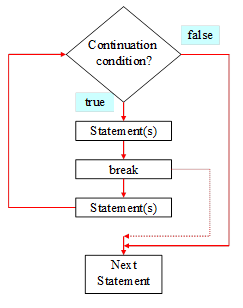 Continuation
condition?
false
true
Statement(s)
break
Statement(s)
Next
Statement